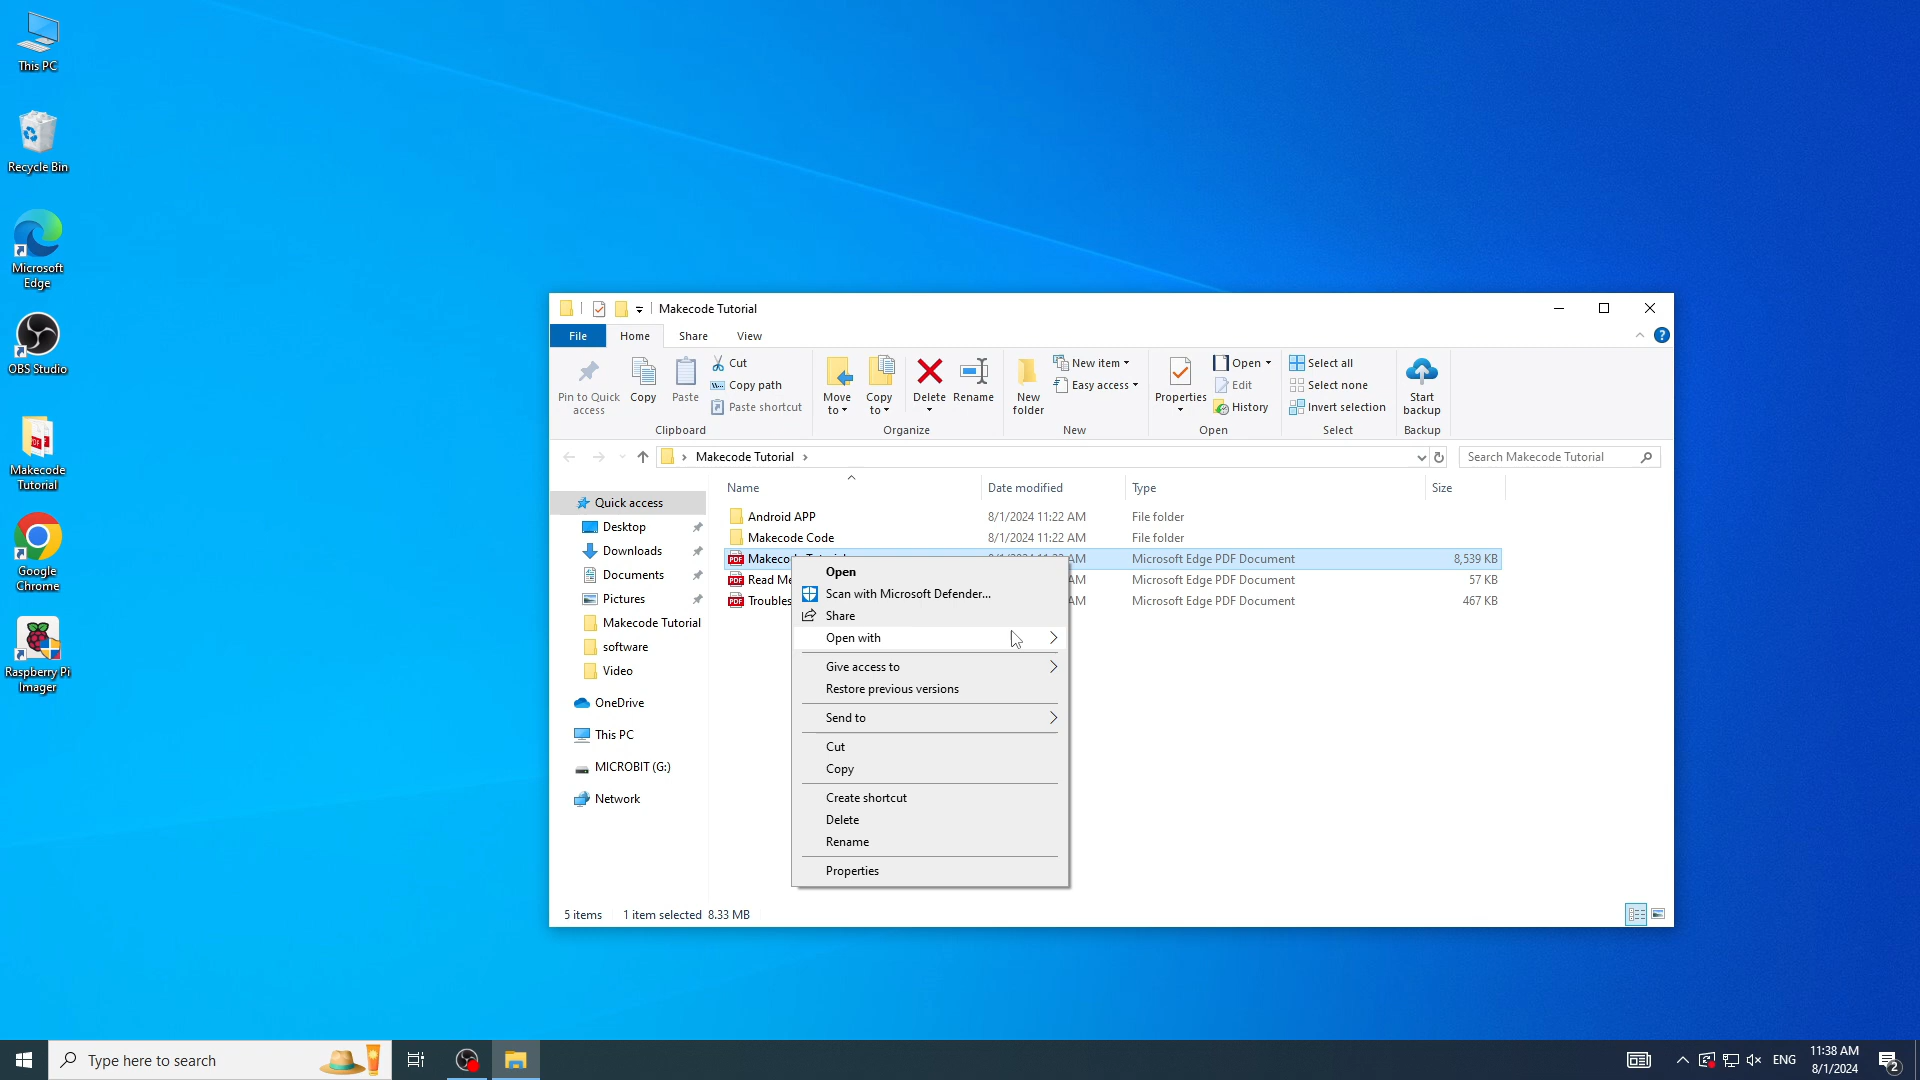 This PC
Recycle Bin
Microsoft
Edge
OBS Studio
Makecode
Tutorial
Google
Chrome
Raspberry Pi
Imager
Makecode Tutorial
File
Home
Share
View
?
Pin to Quick
access
Copy
Paste
Cut
Copy path
Paste shortcut
Clipboard
Move
to
Copy
to
Delete
Rename
Organize
New
folder
New item
Easy access
New
Properties
Open
Edit
History
Open
Select all
Select none
Invert selection
Select
Start
backup
Backup
Makecode Tutorial
Search Makecode Tutorial
Quick access
Desktop
Downloads
Documents
Pictures
Makecode Tutorial
software
Video
OneDrive
This PC
MICROBIT (G:)
Network
Name Date modified Type Size
Android APP 8/1/2024 11:22 AM File folder
Makecode Code 8/1/2024 11:22 AM File folder
PDF Microsoft Edge PDF Document 8,539 KB
PDF Read Me AM Microsoft Edge PDF Document 57 KB
PDF AM Microsoft Edge PDF Document 467 KB
Open
Scan with Microsoft Defender...
Share
Open with
Give access to
Restore previous versions
Send to
Cut
Copy
Create shortcut
Delete
Rename
Properties
5 items 1 item selected 8.33 MB
Type here to search
ENG
11:38 AM
8/1/2024
2